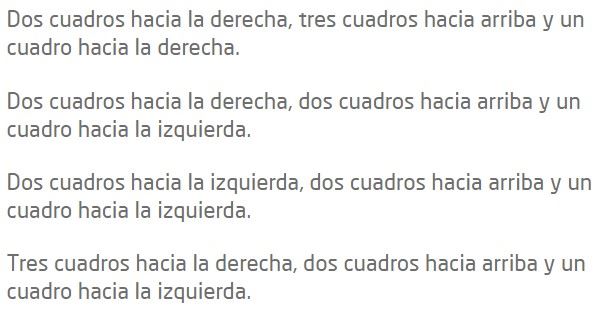 Dos cuadros hacia la derecha, tres cuadros hacia arriba y un
cuadro hacia la derecha.
Dos cuadros hacia la derecha, dos cuadros hacia arriba y un
cuadro hacia la izquierda.
Dos cuadros hacia la izquierda, dos cuadros hacia arriba y un
cuadro hacia la izquierda.
Tres cuadros hacia la derecha, dos cuadros hacia arriba y un
cuadro hacia la izquierda.